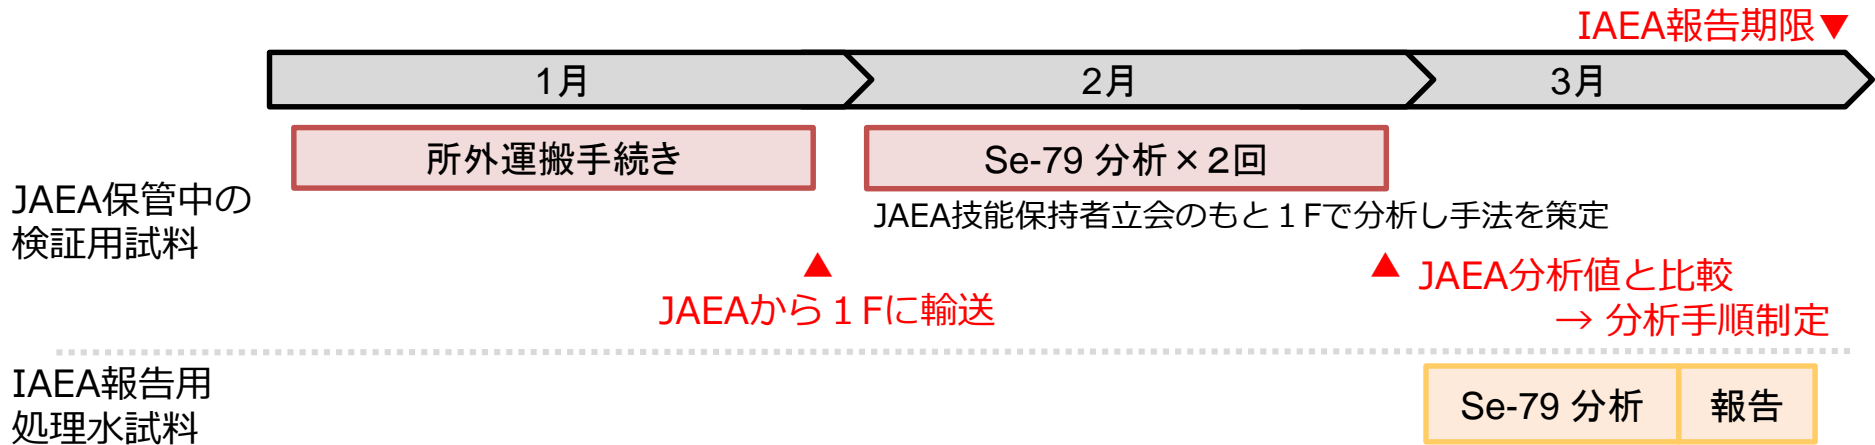 IAEA報告期限▼
1月
2月
3月
所外運搬手続き
Se-79 分析×2回
JAEA保管中の
検証用試料
JAEA技能保持者立会のもと1Fで分析し手法を策定
▲
▲
JAEAから1Fに輸送
JAEA分析値と比較
→ 分析手順制定
IAEA報告用
処理水試料
Se-79 分析
報告